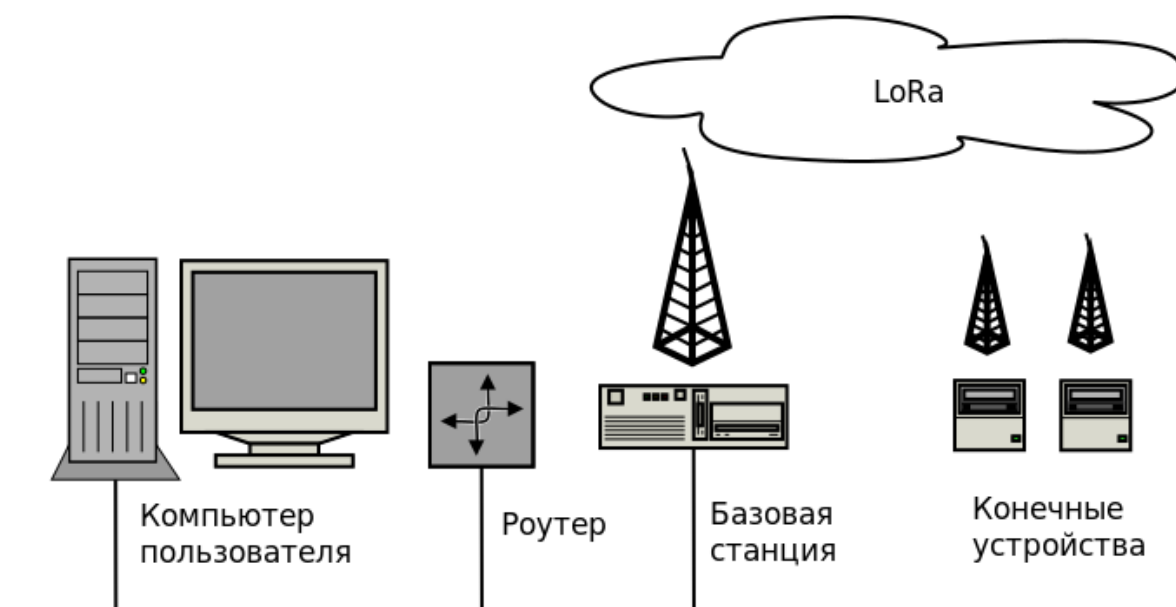 LoRa
Компьютер
пользователя
Роутер
Базовая
станция
Конечные
устройства